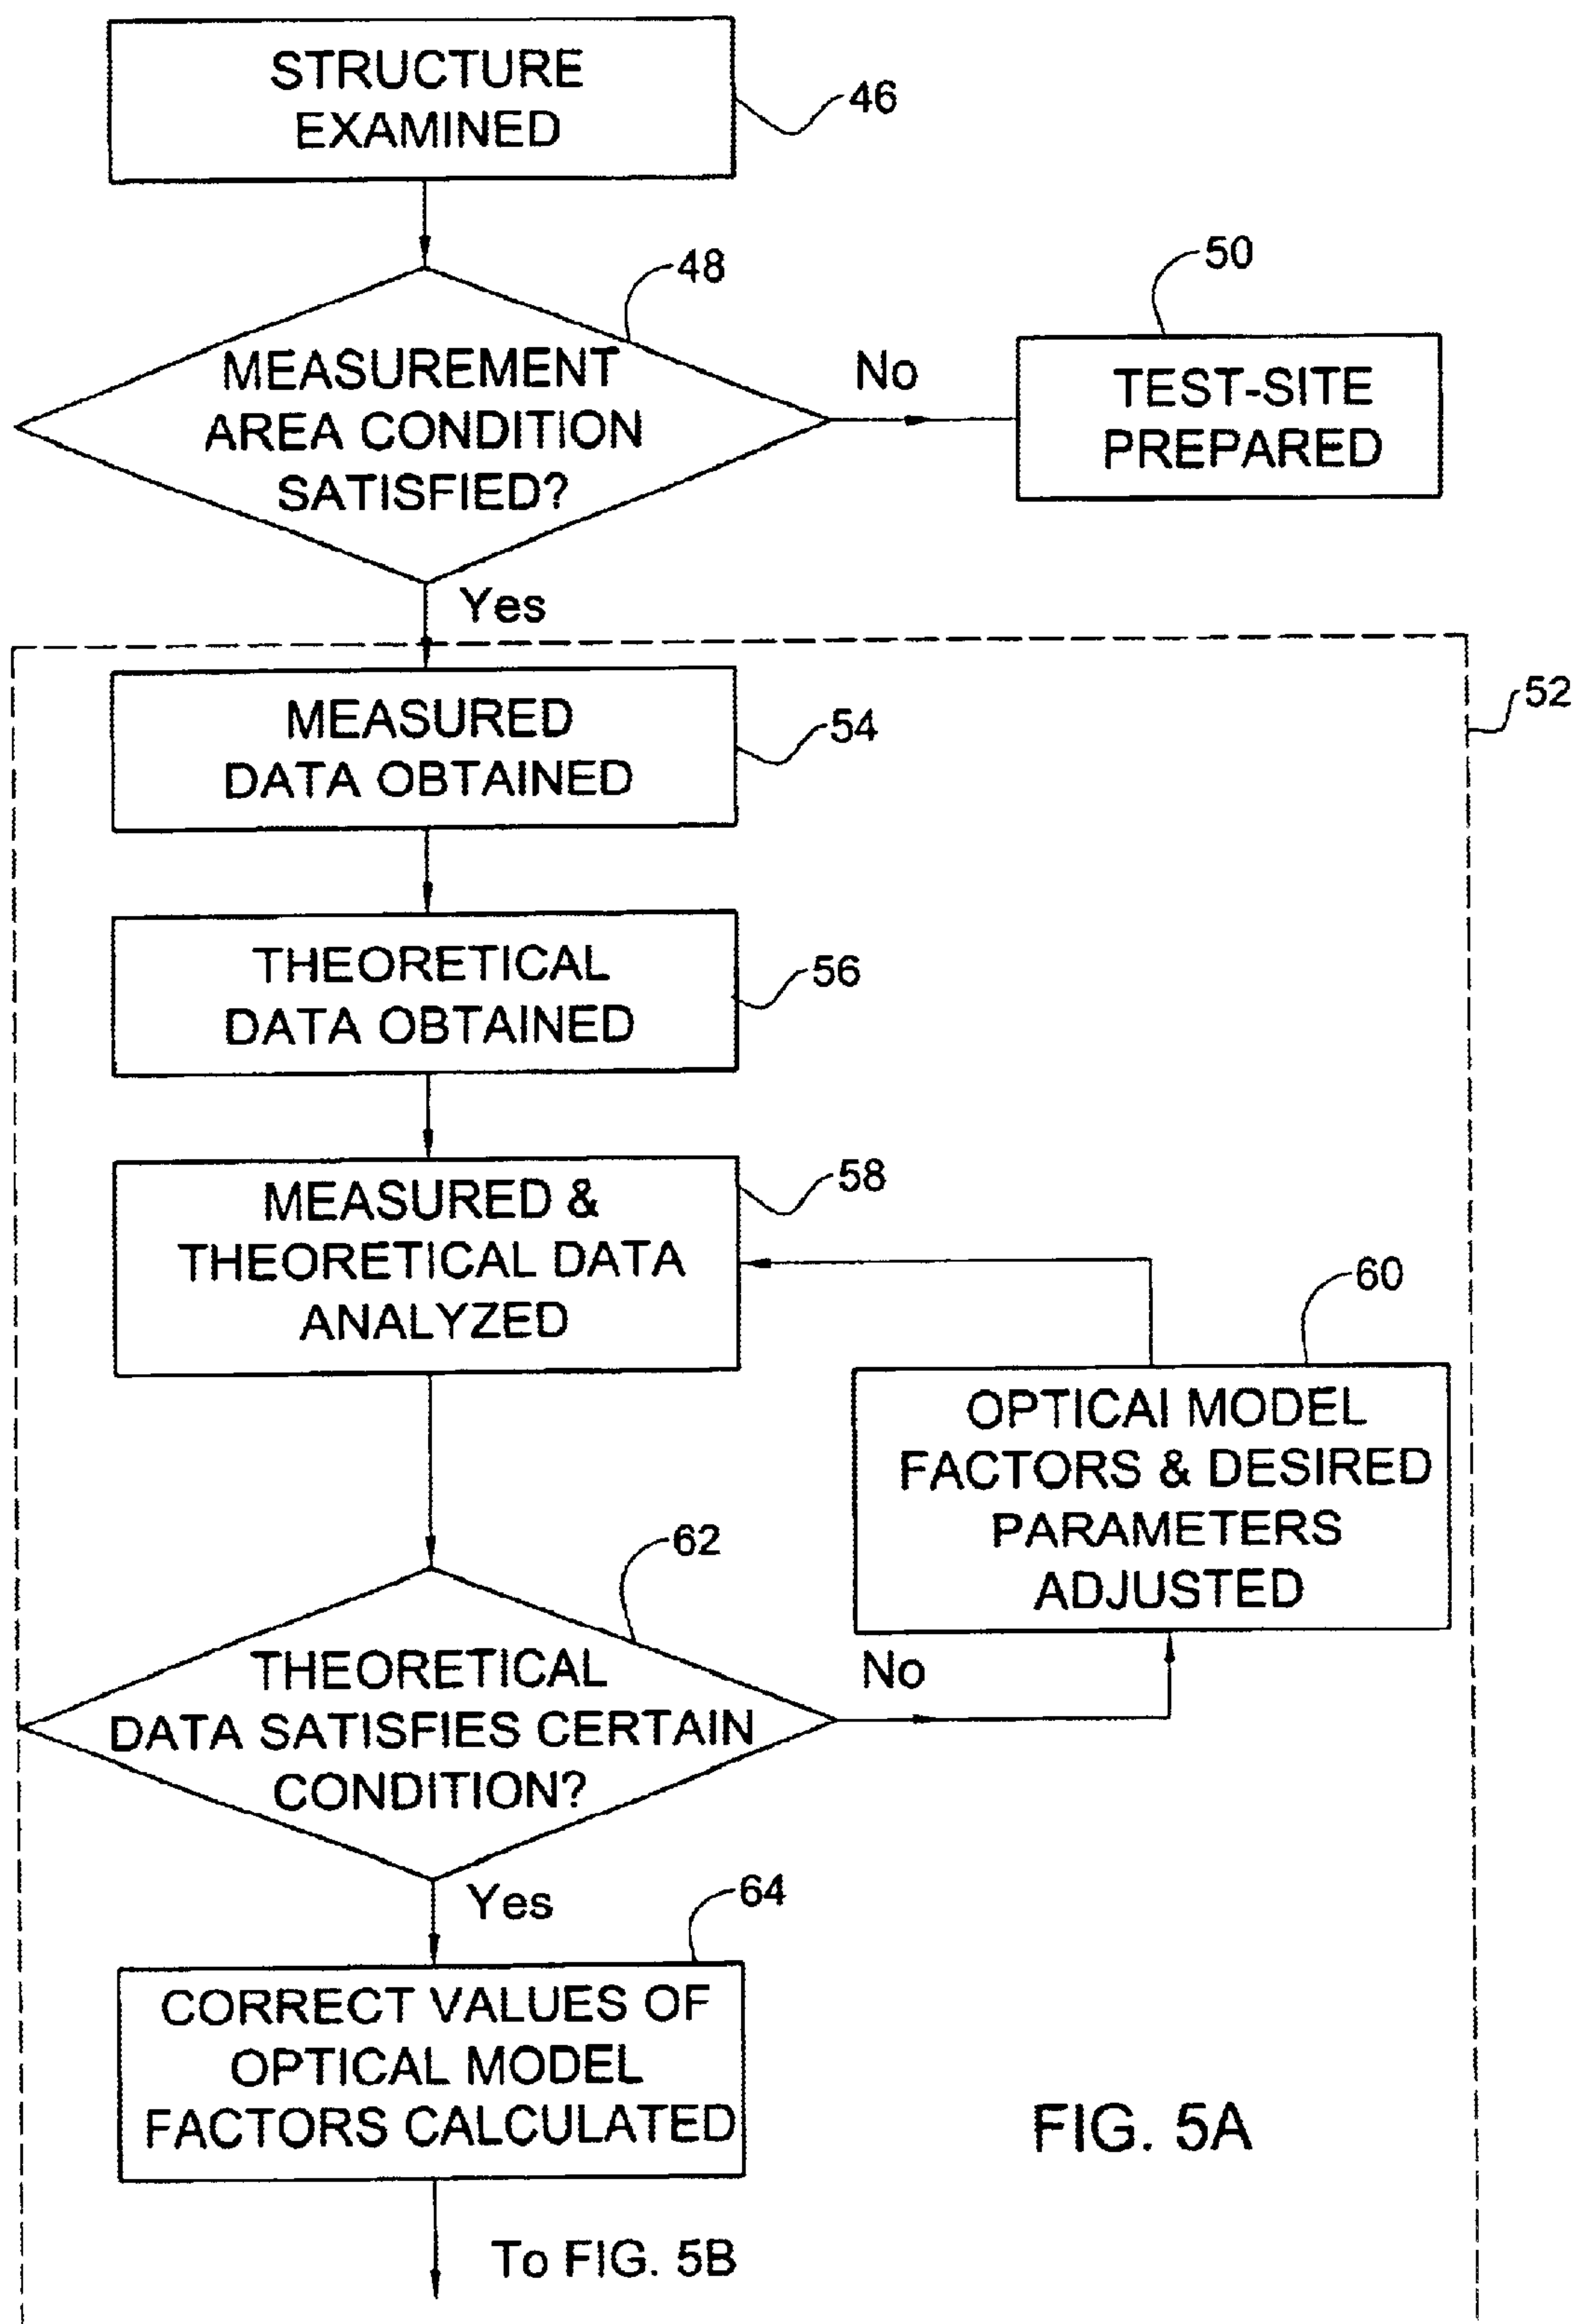 STRUCTURE
EXAMINED
46
48
MEASUREMENT
AREA CONDITION
SATISFIED?
No
50
TEST-SITE
PREPARED
Yes
52
MEASURED
DATA OBTAINED
54
THEORETICAL
DATA OBTAINED
56
MEASURED &
THEORETICAL DATA
ANALYZED
58
60
OPTICAI MODEL
FACTORS & DESIRED
PARAMETERS
ADJUSTED
62
THEORETICAL
DATA SATISFIES CERTAIN
CONDITION?
No
Yes
64
CORRECT VALUES OF
OPTICAL MODEL
FACTORS CALCULATED
FIG. 5A
To FIG. 5B